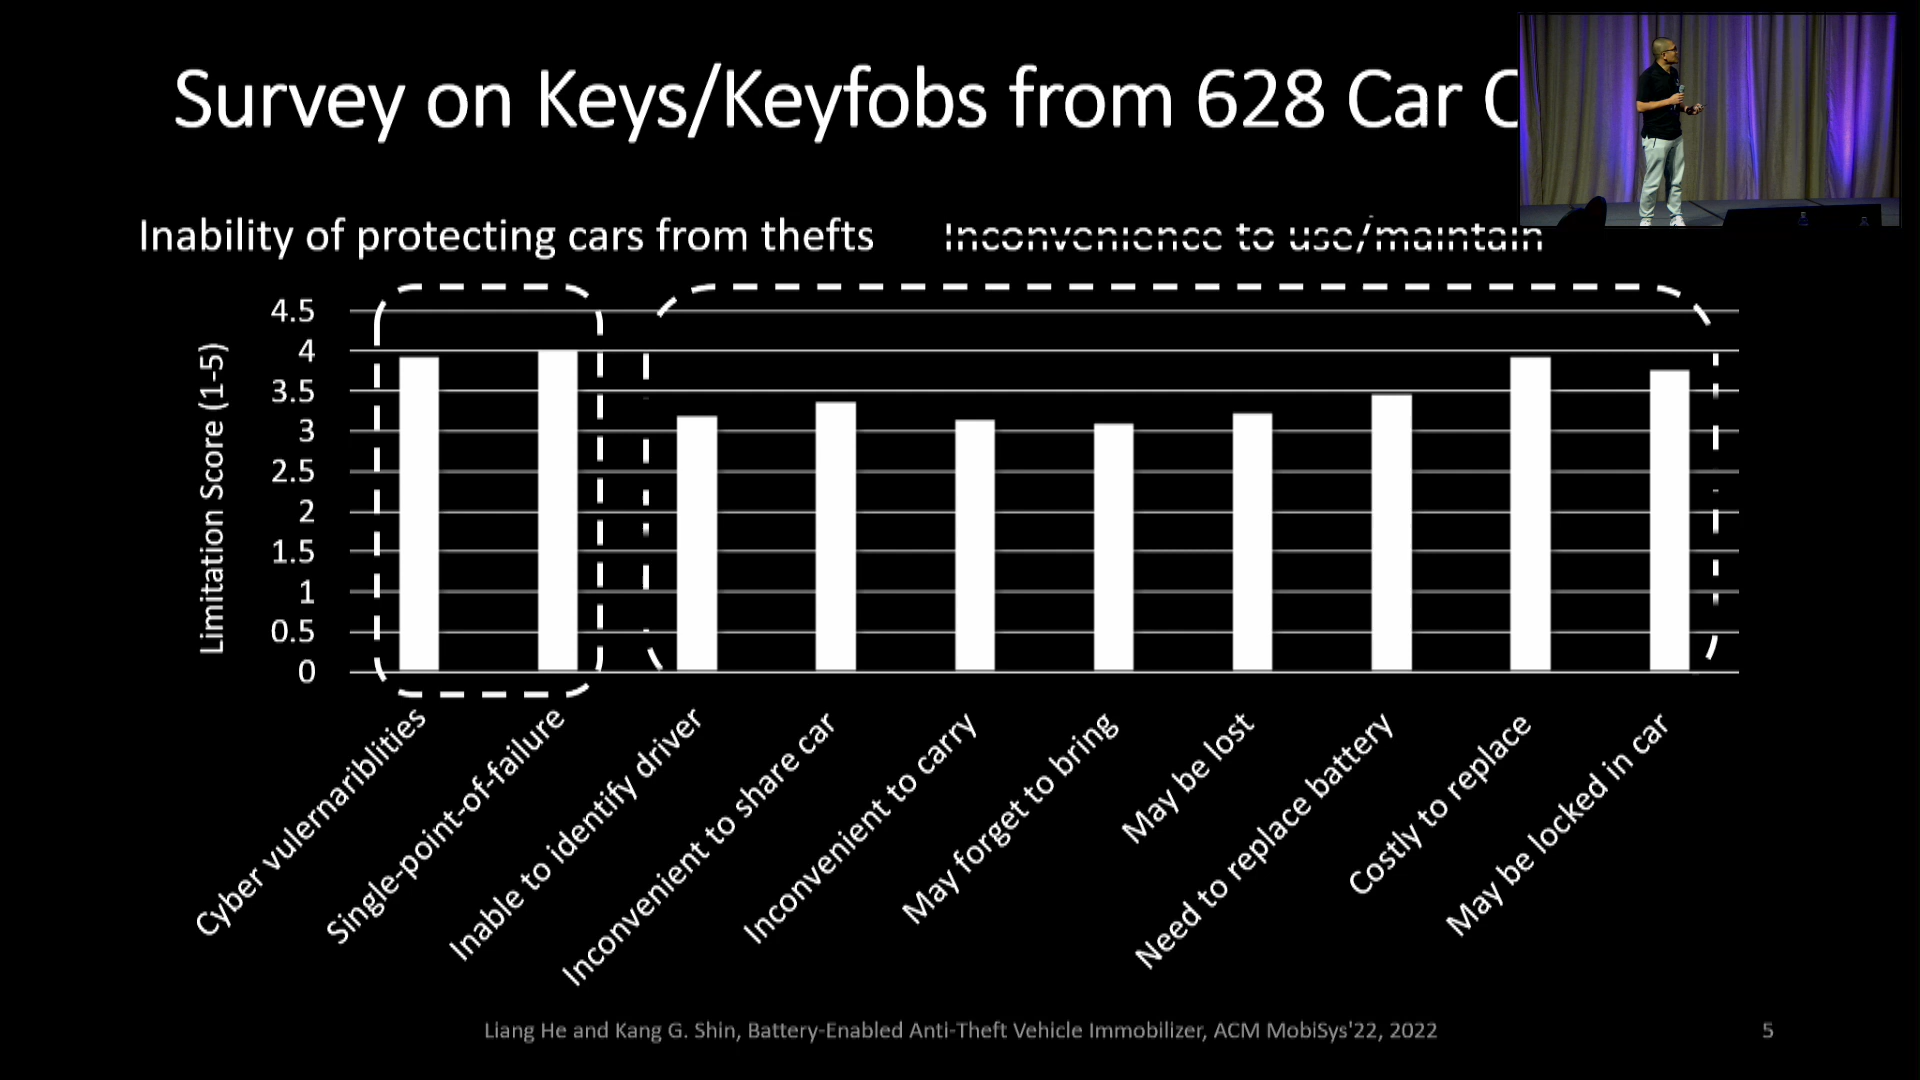 Survey on Keys/Keyfobs from 628 Car
Inability of protecting cars from thefts
Inconvenience to use/maintain
4.5
4
3.5
3
2.5
2
1.5
1
0.5
0
Limitation Score (1-5)
Cyber vulernariblities
Single-point-of-failure
Inable to identify driver
Inconvenient to share car
Inconvenient to carry
May forget to bring
May be lost
Need to replace battery
Costly to replace
May be locked in car
Liang He and Kang G. Shin, Battery-Enabled Anti-Theft Vehicle Immobilizer, ACM MobiSys'22, 2022
5